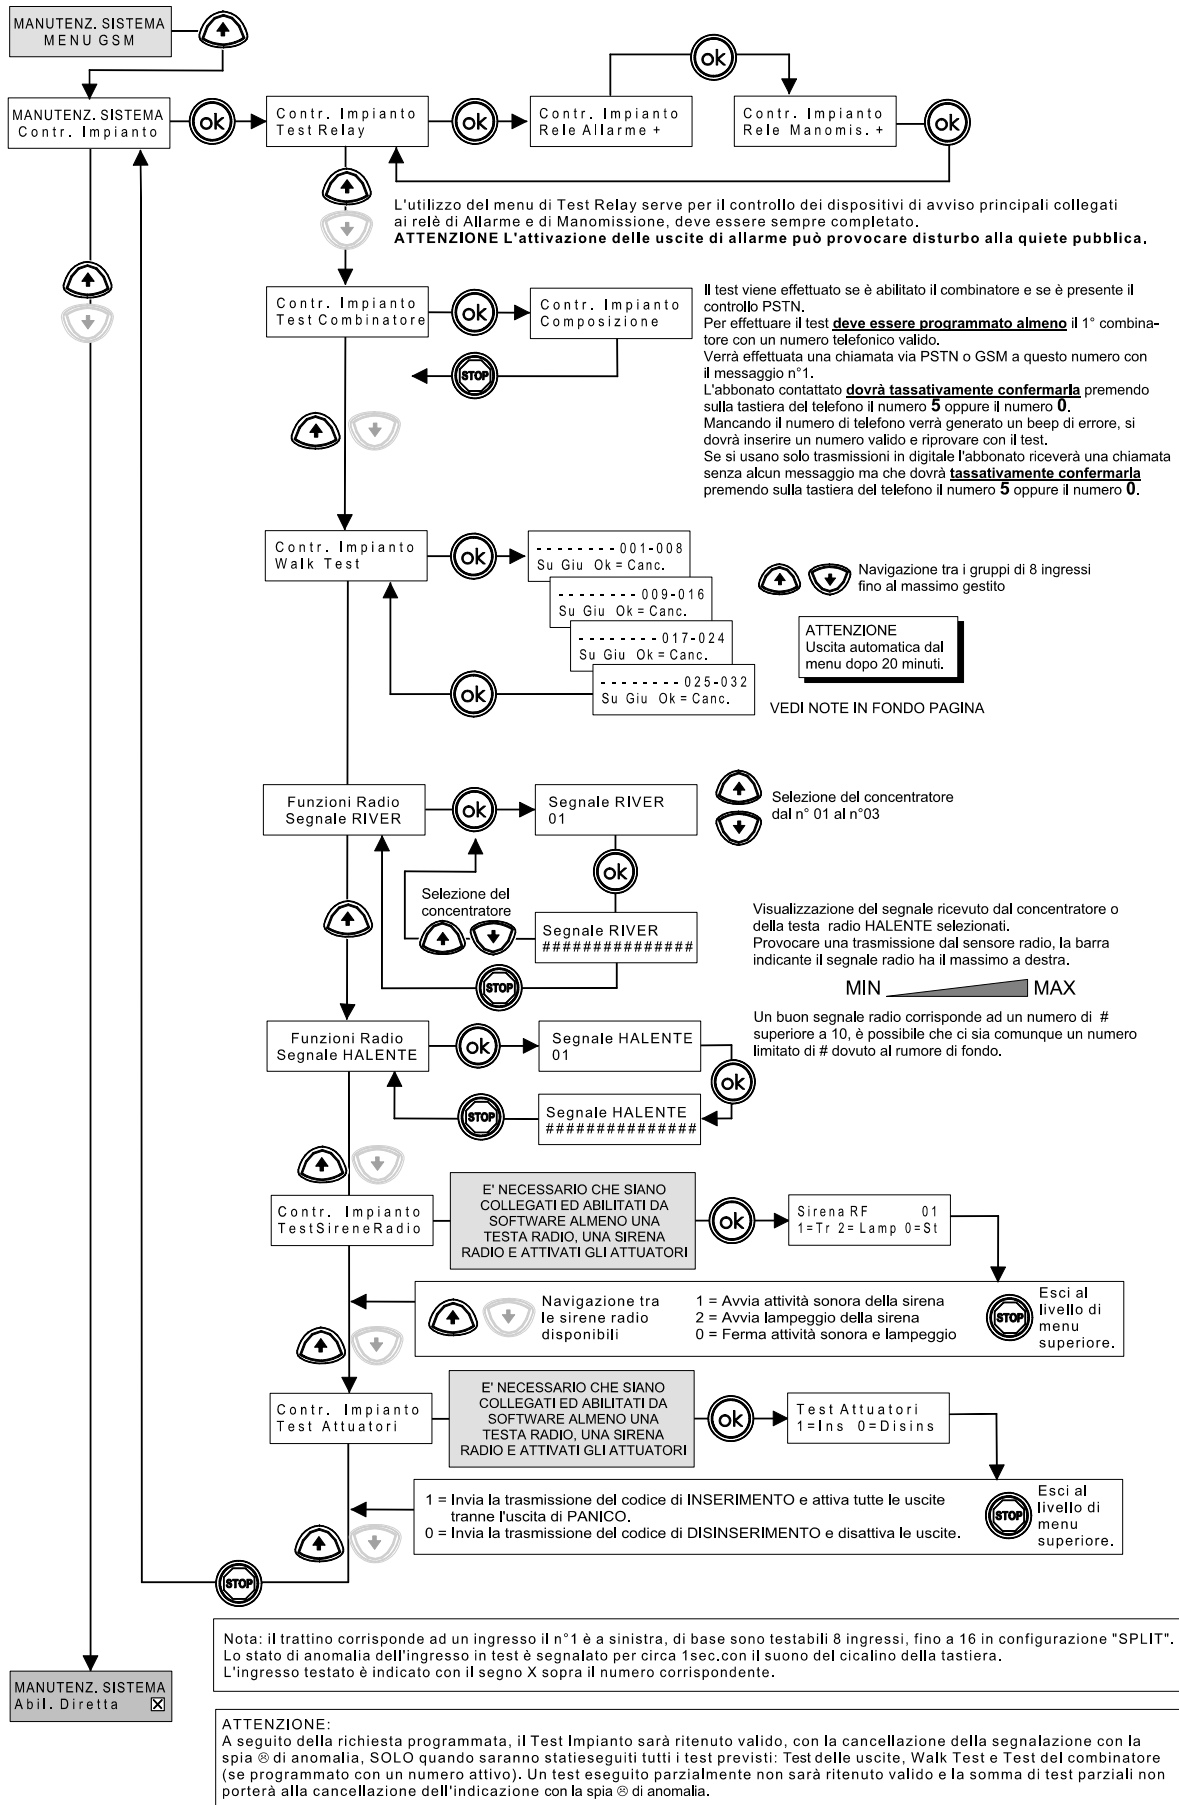 MANUTENZ. SISTEMA
MENU GSM
MANUTENZ. SISTEMA
Contr. Impianto
ok
Contr. Impianto
Test Relay
ok
Contr. Impianto
Rele Allarme +
ok
Contr. Impianto
Rele Manomis. +
ok
L'utilizzo del menu di Test Relay serve per il controllo dei dispositivi di avviso principali collegati
ai relè di Allarme e di Manomissione, deve essere sempre completato.
ATTENZIONE L'attivazione delle uscite di allarme può provocare disturbo alla quiete pubblica.
Contr. Impianto
Test Combinatore
ok
Contr. Impianto
Composizione
STOP
Il test viene effettuato se è abilitato il combinatore e se è presente il
controllo PSTN.
Per effettuare il test deve essere programmato almeno il 1° combina-
tore con un numero telefonico valido.
Verrà effettuata una chiamata via PSTN o GSM a questo numero con
il messaggio n°1.
L'abbonato contattato dovrà tassativamente confermarla premendo
sulla tastiera del telefono il numero 5 oppure il numero 0.
Mancando il numero di telefono verrà generato un beep di errore, si
dovrà inserire un numero valido e riprovare con il test.
Se si usano solo trasmissioni in digitale l'abbonato riceverà una chiamata
senza alcun messaggio ma che dovrà tassativamente confermarla
premendo sulla tastiera del telefono il numero 5 oppure il numero 0.
Contr. Impianto
Walk Test
ok
- - - - - - - - 001-008
Su Giu Ok = Canc.
- - - - - - - - 009-016
Su Giu Ok = Canc.
- - - - - - - - 017-024
Su Giu Ok = Canc.
- - - - - - - - 025-032
Su Giu Ok = Canc.
ok
Navigazione tra i gruppi di 8 ingressi
fino al massimo gestito
ATTENZIONE
Uscita automatica dal
menu dopo 20 minuti.
VEDI NOTE IN FONDO PAGINA
Funzioni Radio
Segnale RIVER
ok
Segnale RIVER
01
Selezione del concentratore
dal n° 01 al n°03
ok
Selezione del
concentratore
Segnale RIVER
###############
STOP
Visualizzazione del segnale ricevuto dal concentratore o
della testa radio HALENTE selezionati.
Provocare una trasmissione dal sensore radio, la barra
indicante il segnale radio ha il massimo a destra.
MIN MAX
Un buon segnale radio corrisponde ad un numero di #
superiore a 10, è possibile che ci sia comunque un numero
limitato di # dovuto al rumore di fondo.
Funzioni Radio
Segnale HALENTE
ok
Segnale HALENTE
01
ok
Segnale HALENTE
###############
STOP
Contr. Impianto
TestSireneRadio
E' NECESSARIO CHE SIANO
COLLEGATI ED ABILITATI DA
SOFTWARE ALMENO UNA
TESTA RADIO, UNA SIRENA
RADIO E ATTIVATI GLI ATTUATORI
ok
Sirena RF 01
1=Tr 2= Lamp 0=St
Navigazione tra
le sirene radio
disponibili
1 = Avvia attività sonora della sirena
2 = Avvia lampeggio della sirena
0 = Ferma attività sonora e lampeggio
STOP
Esci al
livello di
menu
superiore.
Contr. Impianto
Test Attuatori
E' NECESSARIO CHE SIANO
COLLEGATI ED ABILITATI DA
SOFTWARE ALMENO UNA
TESTA RADIO, UNA SIRENA
RADIO E ATTIVATI GLI ATTUATORI
ok
Test Attuatori
1=Ins 0=Disins
1 = Invia la trasmissione del codice di INSERIMENTO e attiva tutte le uscite
tranne l'uscita di PANICO.
0 = Invia la trasmissione del codice di DISINSERIMENTO e disattiva le uscite.
STOP
Esci al
livello di
menu
superiore.
STOP
Nota: il trattino corrisponde ad un ingresso il n°1 è a sinistra, di base sono testabili 8 ingressi, fino a 16 in configurazione "SPLIT".
Lo stato di anomalia dell'ingresso in test è segnalato per circa 1sec.con il suono del cicalino della tastiera.
L'ingresso testato è indicato con il segno X sopra il numero corrispondente.
MANUTENZ. SISTEMA
Abil. Diretta ☒
ATTENZIONE:
A seguito della richiesta programmata, il Test Impianto sarà ritenuto valido, con la cancellazione della segnalazione con la
spia ⊗ di anomalia, SOLO quando saranno statieseguiti tutti i test previsti: Test delle uscite, Walk Test e Test del combinatore
(se programmato con un numero attivo). Un test eseguito parzialmente non sarà ritenuto valido e la somma di test parziali non
porterà alla cancellazione dell'indicazione con la spia ⊗ di anomalia.